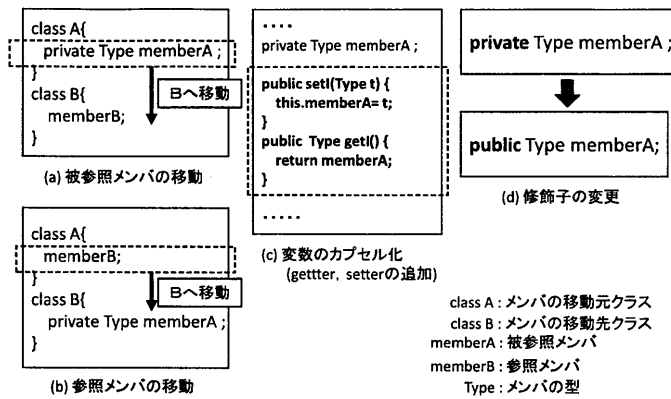 class A{
private Type memberA ;
}
class B{
memberB;
}
Bへ移動
(a) 被参照メンバの移動
class A{
memberB;
}
class B{
private Type memberA ;
}
Bへ移動
(b) 参照メンバの移動
....
private Type memberA ;
public setI(Type t) {
this.memberA= t;
}
public Type getI() {
return memberA;
}
.....
(c) 変数のカプセル化
(gettter, setterの追加)
private Type memberA ;
public Type memberA;
(d) 修飾子の変更
class A : メンバの移動元クラス
class B : メンバの移動先クラス
memberA : 被参照メンバ
memberB : 参照メンバ
Type : メンバの型